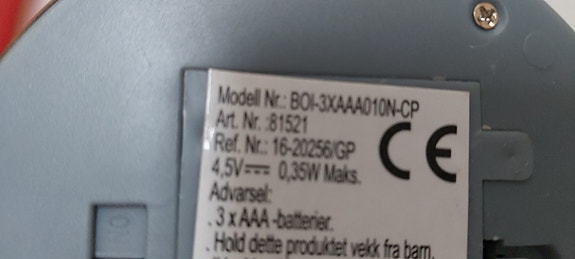 Modell Nr.: BOI-3XAAA010N-CP
Art. Nr. :81521
Ref. Nr.: 16-20256/GP
4,5V⎓ 0,35W Maks.
CE
Advarsel:
. 3 x AAA -batterier.
. Hold dette produktet vekk fra barn.